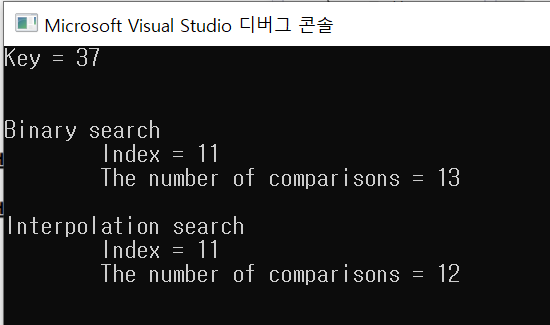 Microsoft Visual Studio 디버그 콘솔
Key = 37
Binary search
Index = 11
The number of comparisons = 13
Interpolation search
Index = 11
The number of comparisons = 12